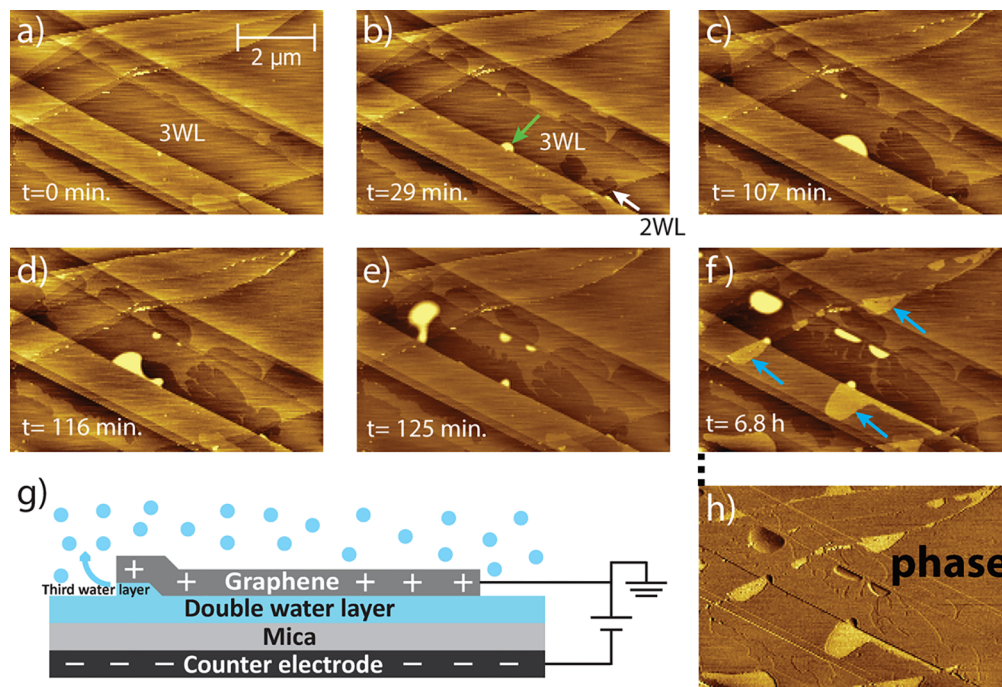 a)
2 µm
3WL
t=0 min.
b)
3WL
t=29 min.
2WL
c)
t= 107 min.
d)
t= 116 min.
e)
t= 125 min.
f)
t= 6.8 h
g)
+
Third water layer
+ Graphene + + +
Double water layer
Mica
− − − − Counter electrode − − − −
h)
phase